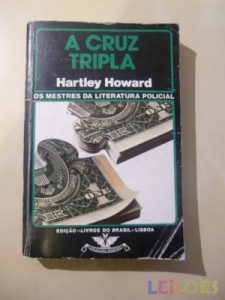 A CRUZ
TRIPLA
Hartley Howard
OS MESTRES DA LITERATURA POLICIAL
EDIÇÃO - LIVROS DO BRASIL - LISBOA
LEILOES